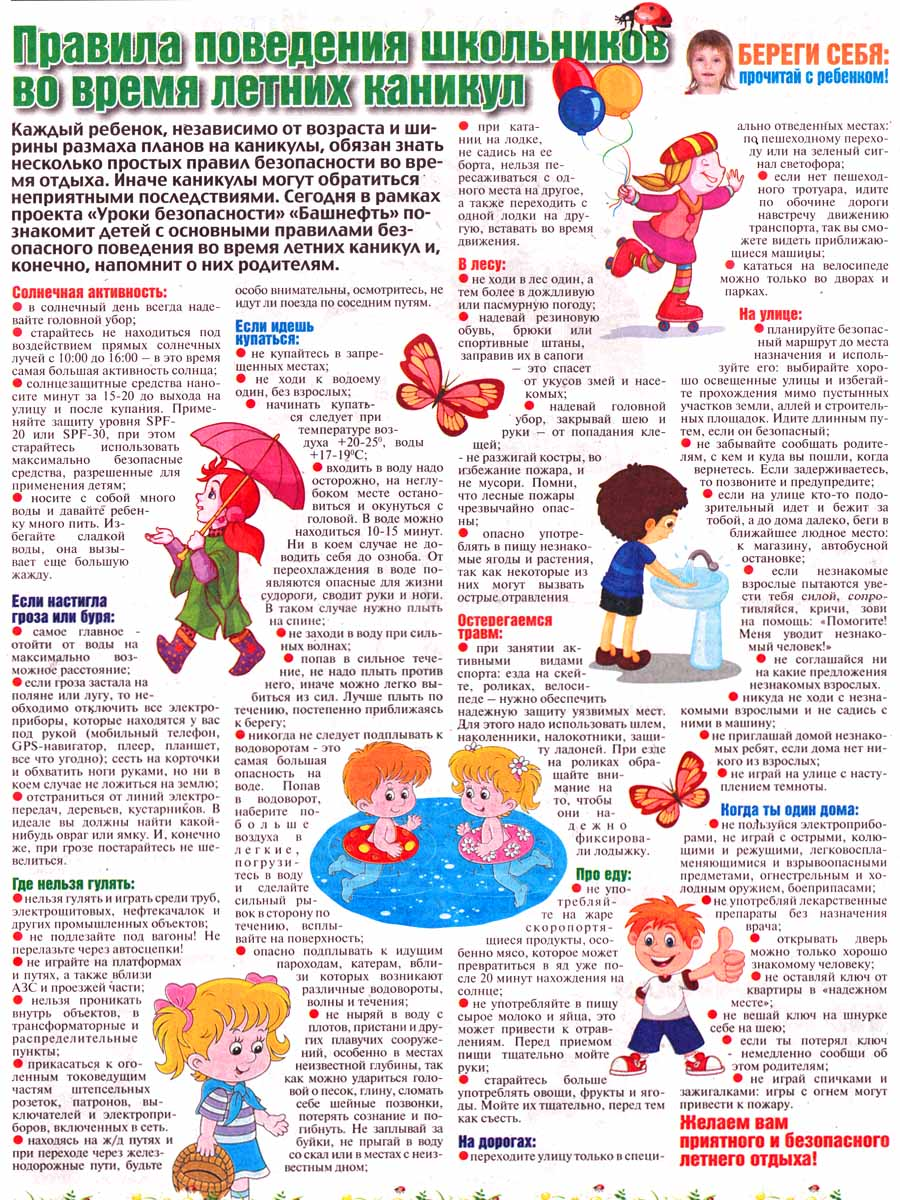 Правила поведения школьников
во время летних каникул
БЕРЕГИ СЕБЯ:
прочитай с ребенком!
Каждый ребенок, независимо от возраста и ши-
рины размаха планов на каникулы, обязан знать
несколько простых правил безопасности во вре-
мя отдыха. Иначе каникулы могут обратиться
неприятными последствиями. Сегодня в рамках
проекта «Уроки безопасности» «Башнефть» по-
знакомит детей с основными правилами без-
опасного поведения во время летних каникул и,
конечно, напомнит о них родителям.
Солнечная активность:
● в солнечный день всегда наде-
вайте головной убор;
● старайтесь не находиться под
воздействием прямых солнечных
лучей с 10:00 до 16:00 – в это время
самая большая активность солнца;
● солнцезащитные средства нано-
сите минут за 15-20 до выхода на
улицу и после купания. Приме-
няйте защиту уровня SPF-
20 или SPF-30, при этом
старайтесь использовать
максимально безопасные
средства, разрешенные для
применения детям;
● носите с собой много
воды и давайте ребен-
ку много пить. Из-
бегайте сладкой
воды, она вызы-
вает еще большую
жажду.
Если настигла
гроза или буря:
● самое главное -
отойти от воды на
максимально воз-
можное расстояние;
● если гроза застала на
поляне или лугу, то не-
обходимо отключить все электро-
приборы, которые находятся у вас
под рукой (мобильный телефон,
GPS-навигатор, плеер, планшет,
все что угодно); сесть на корточки
и обхватить ноги руками, но ни в
коем случае не ложиться на землю;
● отстраниться от линий электро-
передач, деревьев, кустарников. В
идеале вы должны найти какой-
нибудь овраг или ямку. И, конечно
же, при грозе постарайтесь не ше-
велиться.
Где нельзя гулять:
● нельзя гулять и играть среди труб,
электрощитовых, нефтекачалок и
других промышленных объектов;
● не подлезайте под вагоны! Не
перелазьте через автосцепки!
● не играйте на платформах
и путях, а также вблизи
АЗС и проезжей части;
● нельзя проникать
внутрь объектов, в
трансформаторные и
распределительные
пункты;
● прикасаться к ого-
ленным токоведущим
частям штепсельных
розеток, патронов, вы-
ключателей и электропри-
боров, включенных в сеть.
● находясь на ж/д путях и
при переходе через желез-
нодорожные пути, будьте
особо внимательны, осмотритесь, не
идут ли поезда по соседним путям.
Если идешь
купаться:
● не купайтесь в запре-
щенных местах;
● не ходи к водоему
один, без взрослых;
● начинать купать-
ся следует при
температуре воз-
духа +20-25⁰, воды
+17-19⁰С;
● входить в воду надо
осторожно, на неглу-
боком месте остано-
виться и окунуться с
головой. В воде можно
находиться 10-15 минут.
Ни в коем случае не до-
водить себя до озноба. От
переохлаждения в воде по-
являются опасные для жизни
судороги, сводит руки и ноги.
В таком случае нужно плыть
на спине;
● не заходи в воду при силь-
ных волнах;
● попав в сильное тече-
ние, не надо плыть против
него, иначе можно легко вы-
биться из сил. Лучше плыть по
течению, постепенно приближаясь
к берегу;
● никогда не следует подплывать к
водоворотам - это
самая большая
опасность на
воде. Попав
в водоворот,
наберите по-
больше
воздуха в
легкие,
погрузи-
тесь в воду
и сделайте
сильный ры-
вок в сторону по
течению, всплы-
вайте на поверхность;
● опасно подплывать к идущим
пароходам, катерам, вбли-
зи которых возникают
различные водовороты,
волны и течения;
● не ныряй в воду с
плотов, пристани и дру-
гих плавучих сооруже-
ний, особенно в местах
неизвестной глубины, так
как можно удариться голо-
вой о песок, глину, сломать
себе шейные позвонки,
потерять сознание и по-
гибнуть. Не заплывай за
буйки, не прыгай в воду
со скал или в местах с неиз-
вестным дном;
● при ката-
нии на лодке,
не садись на ее
борта, нельзя пе-
ресаживаться с од-
ного места на другое,
а также переходить с
одной лодки на дру-
гую, вставать во время
движения.
В лесу:
● не ходи в лес один, а
тем более в дождливую
или пасмурную погоду;
● надевай резиновую
обувь, брюки или
спортивные штаны,
заправив их в сапоги
– это спасет
от укусов змей и насе-
комых;
● надевай головной
убор, закрывай шею и
руки – от попадания кле-
щей;
- не разжигай костры, во
избежание пожара, и
не мусори. Помни,
что лесные пожары
чрезвычайно опас-
ны;
● опасно употре-
блять в пищу незнако-
мые ягоды и растения,
так как некоторые из
них могут вызвать
острые отравления
Остерегаемся
травм:
● при занятии ак-
тивными видами
спорта: езда на скей-
те, роликах, велоси-
педе – нужно обеспечить
надежную защиту уязвимых мест.
Для этого надо использовать шлем,
наколенники, налокотники, защи-
ту ладоней. При езде
на роликах обра-
щайте вни-
мание на
то, чтобы
они на-
дежно
фиксирова-
ли лодыжку.
Про еду:
● не упо-
требляй-
те на жаре
скоропортя-
щиеся продукты, осо-
бенно мясо, которое может
превратиться в яд уже по-
сле 20 минут нахождения на
солнце;
● не употребляйте в пищу
сырое молоко и яйца, это
может привести к отрав-
лениям. Перед приемом
пищи тщательно мойте
руки;
● старайтесь больше
употреблять овощи, фрукты и яго-
ды. Мойте их тщательно, перед тем
как съесть.
На дорогах:
● переходите улицу только в специ-
ально отведенных местах:
по пешеходному перехо-
ду или на зеленый сиг-
нал светофора;
● если нет пешеход-
ного тротуара, идите
по обочине дороги
навстречу движению
транспорта, так вы смо-
жете видеть приближаю-
щиеся машины;
● кататься на велосипеде
можно только во дворах и
парках.
На улице:
● планируйте безопас-
ный маршрут до места
назначения и исполь-
зуйте его: выбирайте хоро-
шо освещенные улицы и избегай-
те прохождения мимо пустынных
участков земли, аллей и строитель-
ных площадок. Идите длинным пу-
тем, если он безопасный;
● не забывайте сообщать родите-
лям, с кем и куда вы пошли, когда
вернетесь. Если задерживаетесь,
то позвоните и предупредите;
● если на улице кто-то подо-
зрительный идет и бежит за
тобой, а до дома далеко, беги в
ближайшее людное место:
к магазину, автобусной
остановке;
● если незнакомые
взрослые пытаются уве-
сти тебя силой, сопро-
тивляйся, кричи, зови
на помощь: «Помогите!
Меня уводит незнако-
мый человек!»
● не соглашайся ни
на какие предложения
незнакомых взрослых.
● никуда не ходи с незна-
комыми взрослыми и не садись с
ними в машину;
● не приглашай домой незнако-
мых ребят, если дома нет ни-
кого из взрослых;
● не играй на улице с насту-
плением темноты.
Когда ты один дома:
● не пользуйся электроприбо-
рами, не играй с острыми, колю-
щими и режущими, легковоспла-
меняющимися и взрывоопасными
предметами, огнестрельным и хо-
лодным оружием, боеприпасами;
● не употребляй лекарственные
препараты без назначения
врача;
● открывать дверь
можно только хорошо
знакомому человеку;
● не оставляй ключ от
квартиры в «надежном
месте»;
● не вешай ключ на шнурке
себе на шею;
● если ты потерял ключ
- немедленно сообщи об
этом родителям;
● не играй спичками и
зажигалками: игры с огнем могут
привести к пожару.
Желаем вам
приятного и безопасного
летнего отдыха!